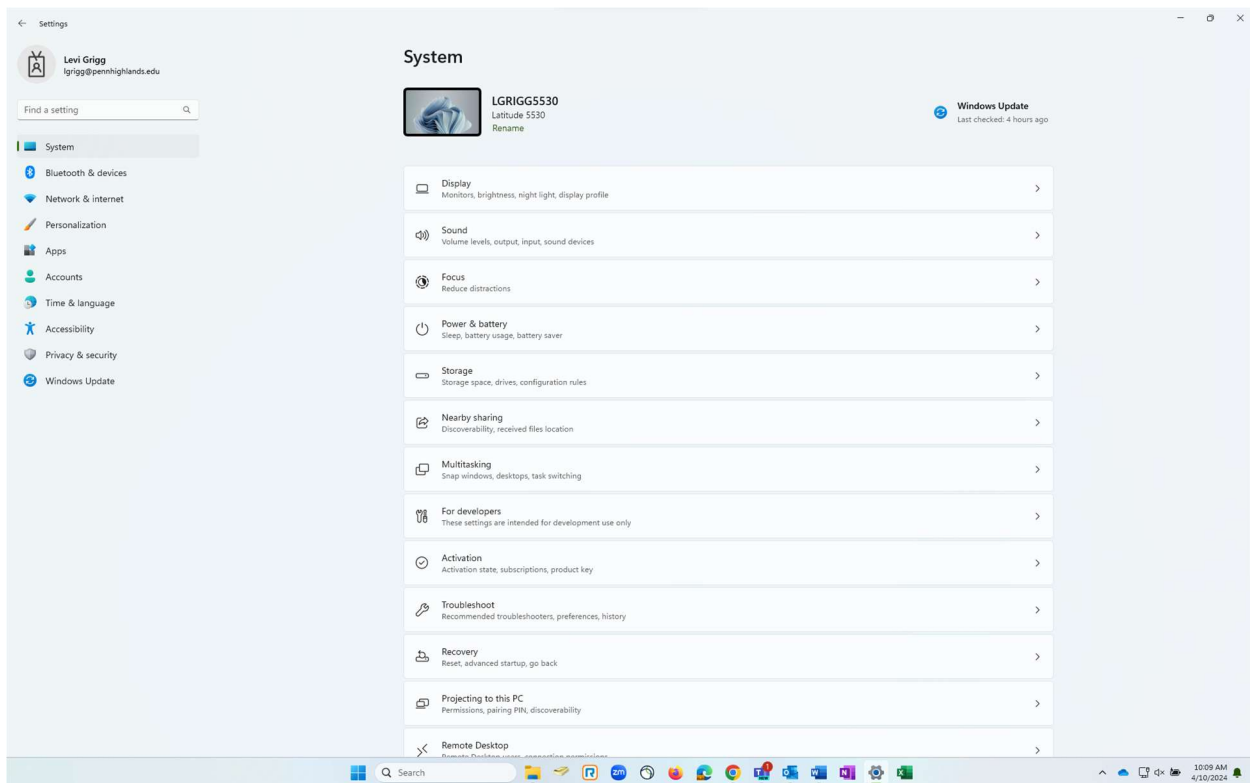 Settings
Levi Grigg
lgrigg@pennhighlands.edu
Find a setting
System
Bluetooth & devices
Network & internet
Personalization
Apps
Accounts
Time & language
Accessibility
Privacy & security
Windows Update
System
LGRIGG5530
Latitude 5530
Rename
Windows Update
Last checked: 4 hours ago
Display
Monitors, brightness, night light, display profile
Sound
Volume levels, output, input, sound devices
Focus
Reduce distractions
Power & battery
Sleep, battery usage, battery saver
Storage
Storage space, drives, configuration rules
Nearby sharing
Discoverability, received files location
Multitasking
Snap windows, desktops, task switching
For developers
These settings are intended for development use only
Activation
Activation state, subscriptions, product key
Troubleshoot
Recommended troubleshooters, preferences, history
Recovery
Reset, advanced startup, go back
Projecting to this PC
Permissions, pairing PIN, discoverability
Remote Desktop
Remote Desktop users, connection permissions
Search
10:09 AM
4/10/2024